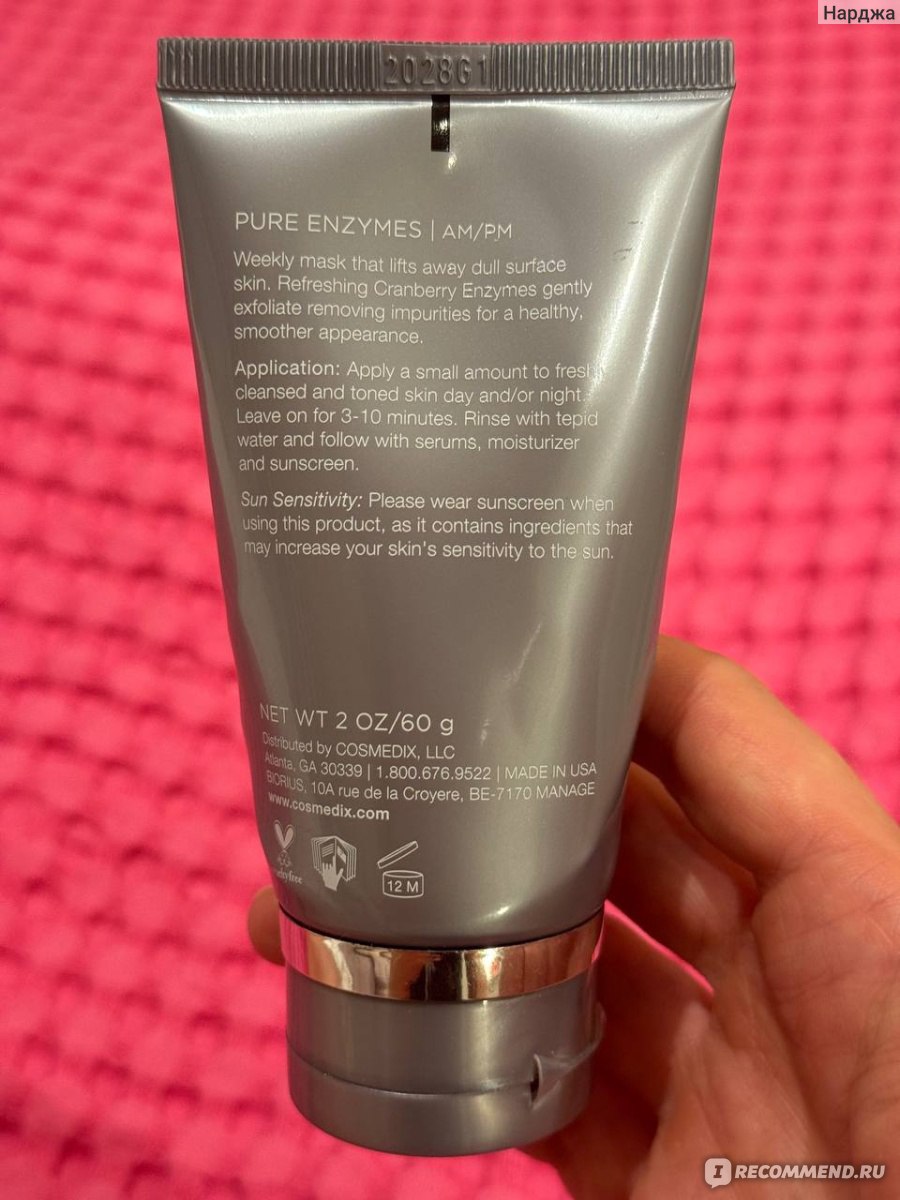 Нарджа
2028G1
PURE ENZYMES | AM/PM
Weekly mask that lifts away dull surface
skin. Refreshing Cranberry Enzymes gently
exfoliate removing impurities for a healthy,
smoother appearance.
Application: Apply a small amount to freshly
cleansed and toned skin day and/or night.
Leave on for 3-10 minutes. Rinse with tepid
water and follow with serums, moisturizer
and sunscreen.
Sun Sensitivity: Please wear sunscreen when
using this product, as it contains ingredients that
may increase your skin's sensitivity to the sun.
NET WT 2 OZ/60 g
Distributed by COSMEDIX, LLC
Atlanta, GA 30339 | 1.800.676.9522 | MADE IN USA
BIORIUS, 10A rue de la Croyere, BE-7170 MANAGE
www.cosmedix.com
12 M
IRECOMMEND.RU